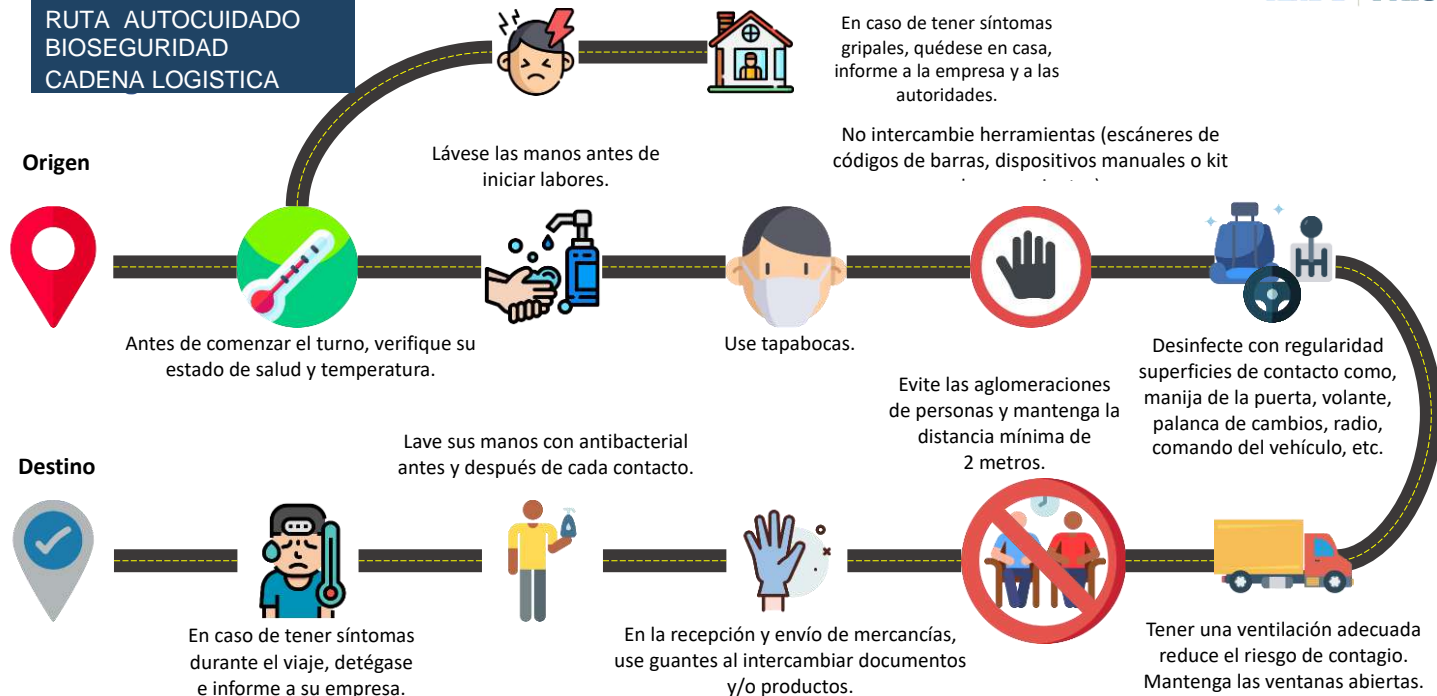 RUTA AUTOCUIDADO
BIOSEGURIDAD
CADENA LOGISTICA
En caso de tener síntomas
gripales, quédese en casa,
informe a la empresa y a las
autoridades.
Origen
Lávese las manos antes de
iniciar labores.
No intercambie herramientas (escáneres de
códigos de barras, dispositivos manuales o kit
Antes de comenzar el turno, verifique su
estado de salud y temperatura.
Use tapabocas.
Desinfecte con regularidad
superficies de contacto como,
manija de la puerta, volante,
palanca de cambios, radio,
comando del vehículo, etc.
Evite las aglomeraciones
de personas y mantenga la
distancia mínima de
2 metros.
Destino
Lave sus manos con antibacterial
antes y después de cada contacto.
En caso de tener síntomas
durante el viaje, detégase
e informe a su empresa.
En la recepción y envío de mercancías,
use guantes al intercambiar documentos
y/o productos.
Tener una ventilación adecuada
reduce el riesgo de contagio.
Mantenga las ventanas abiertas.